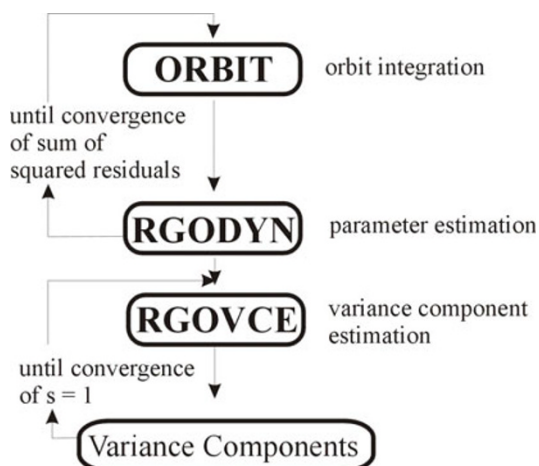 ORBIT
orbit integration
until convergence
of sum of
squared residuals
RGODYN
parameter estimation
RGOVCE
variance component
estimation
until convergence
of s = 1
Variance Components